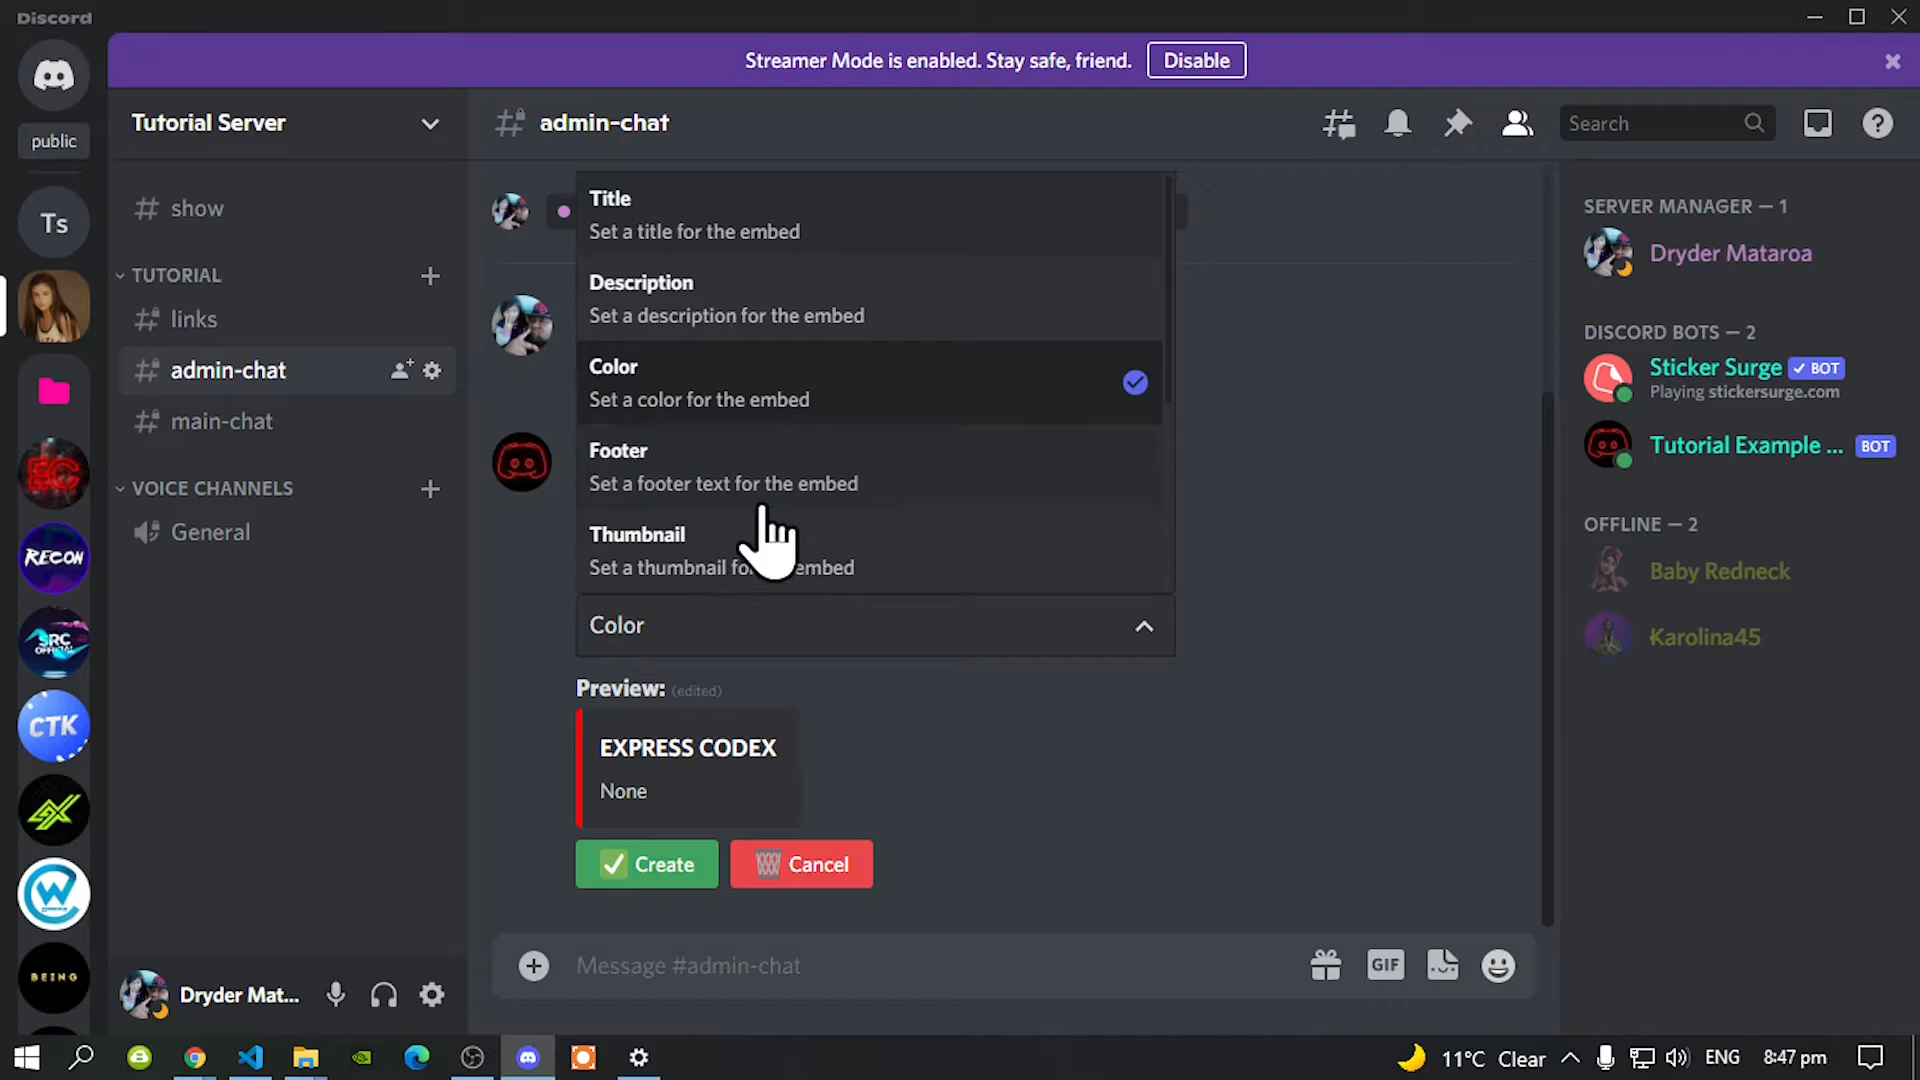 Discord
Streamer Mode is enabled. Stay safe, friend.
Disable
public
Tutorial Server
admin-chat
Search
Ts
show
TUTORIAL
links
admin-chat
main-chat
VOICE CHANNELS
General
EC
RECON
SRC
OFFICIAL
CTK
BEING
Title
Set a title for the embed
Description
Set a description for the embed
Color
Set a color for the embed
Footer
Set a footer text for the embed
Thumbnail
Set a thumbnail fo embed
Color
Preview: (edited)
EXPRESS CODEX
None
Create
Cancel
Message #admin-chat
GIF
SERVER MANAGER — 1
Dryder Mataroa
DISCORD BOTS — 2
Sticker Surge
BOT
Playing stickersurge.com
Tutorial Example ...
BOT
OFFLINE — 2
Baby Redneck
Karolina45
Dryder Mat...
11°C Clear
ENG
8:47 pm